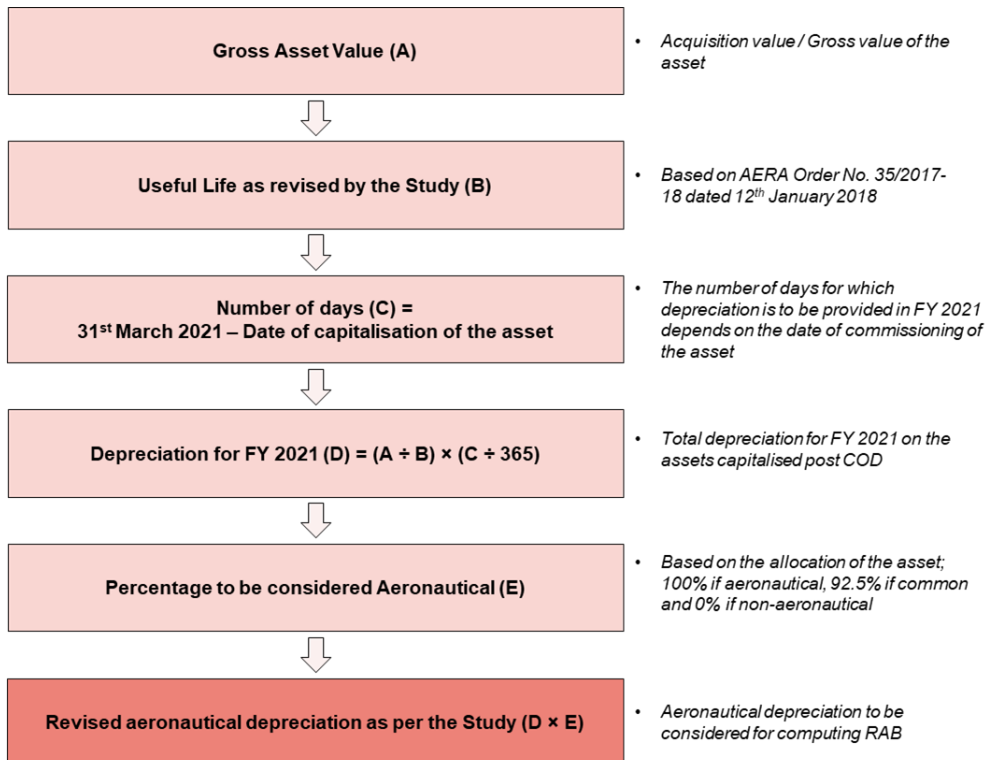 Gross Asset Value (A)
• Acquisition value / Gross value of the
asset
Useful Life as revised by the Study (B)
• Based on AERA Order No. 35/2017-
18 dated 12th January 2018
Number of days (C) =
31st March 2021 – Date of capitalisation of the asset
• The number of days for which
depreciation is to be provided in FY 2021
depends on the date of commissioning of
the asset
Depreciation for FY 2021 (D) = (A ÷ B) × (C ÷ 365)
• Total depreciation for FY 2021 on the
assets capitalised post COD
Percentage to be considered Aeronautical (E)
• Based on the allocation of the asset;
100% if aeronautical, 92.5% if common
and 0% if non-aeronautical
Revised aeronautical depreciation as per the Study (D × E)
• Aeronautical depreciation to be
considered for computing RAB